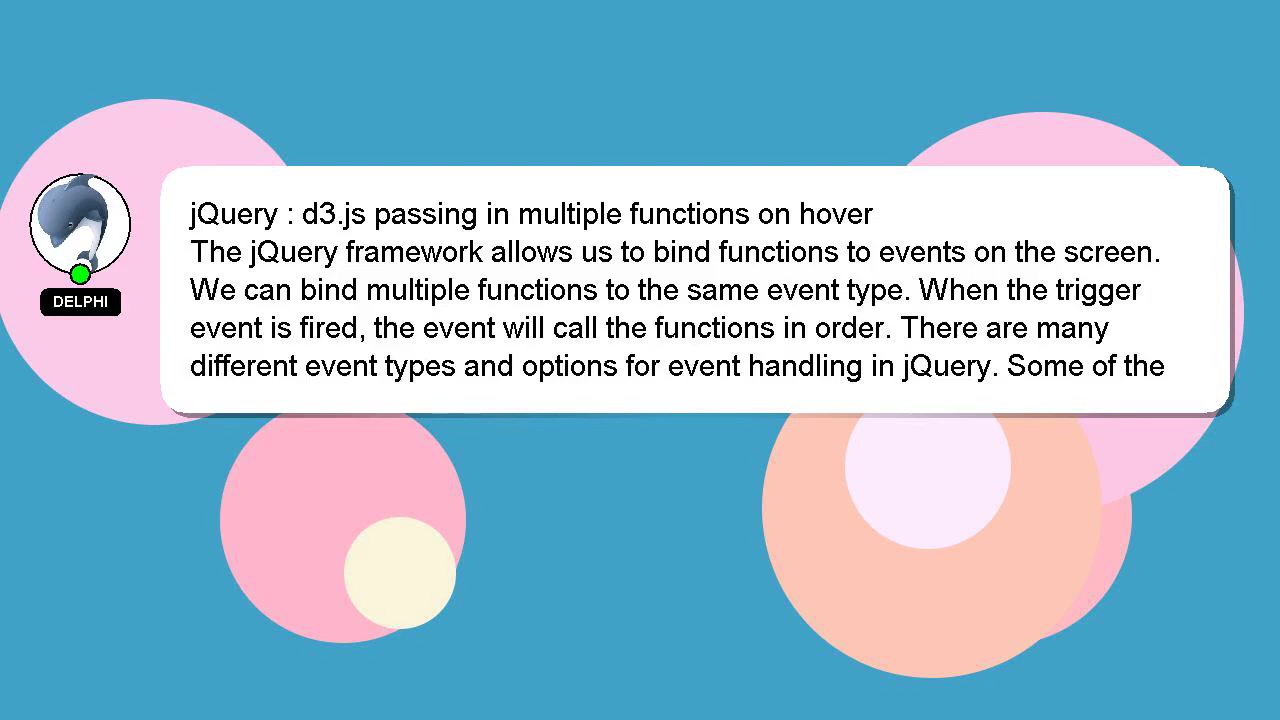 jQuery : d3.js passing in multiple functions on hover
The jQuery framework allows us to bind functions to events on the screen.
We can bind multiple functions to the same event type. When the trigger
event is fired, the event will call the functions in order. There are many
different event types and options for event handling in jQuery. Some of the
DELPHI